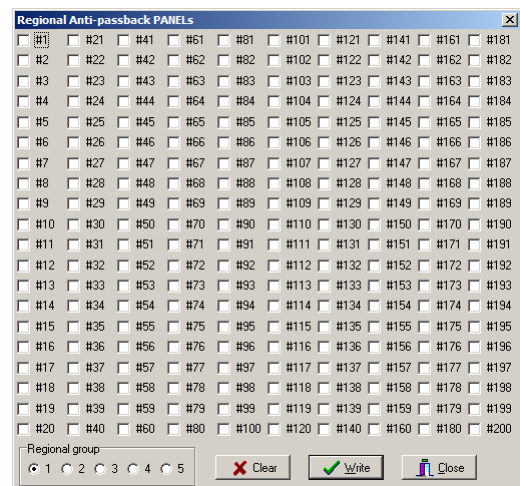 Regional Anti-passback PANELs
#1 #21 #41 #61 #81 #101 #121 #141 #161 #181
#2 #22 #42 #62 #82 #102 #122 #142 #162 #182
#3 #23 #43 #63 #83 #103 #123 #143 #163 #183
#4 #24 #44 #64 #84 #104 #124 #144 #164 #184
#5 #25 #45 #65 #85 #105 #125 #145 #165 #185
#6 #26 #46 #66 #86 #106 #126 #146 #166 #186
#7 #27 #47 #67 #87 #107 #127 #147 #167 #187
#8 #28 #48 #68 #88 #108 #128 #148 #168 #188
#9 #29 #49 #69 #89 #109 #129 #149 #169 #189
#10 #30 #50 #70 #90 #110 #130 #150 #170 #190
#11 #31 #51 #71 #91 #111 #131 #151 #171 #191
#12 #32 #52 #72 #92 #112 #132 #152 #172 #192
#13 #33 #53 #73 #93 #113 #133 #153 #173 #193
#14 #34 #54 #74 #94 #114 #134 #154 #174 #194
#15 #35 #55 #75 #95 #115 #135 #155 #175 #195
#16 #36 #56 #76 #96 #116 #136 #156 #176 #196
#17 #37 #57 #77 #97 #117 #137 #157 #177 #197
#18 #38 #58 #78 #98 #118 #138 #158 #178 #198
#19 #39 #59 #79 #99 #119 #139 #159 #179 #199
#20 #40 #60 #80 #100 #120 #140 #160 #180 #200
Regional group
1 2 3 4 5 Clear Write Close